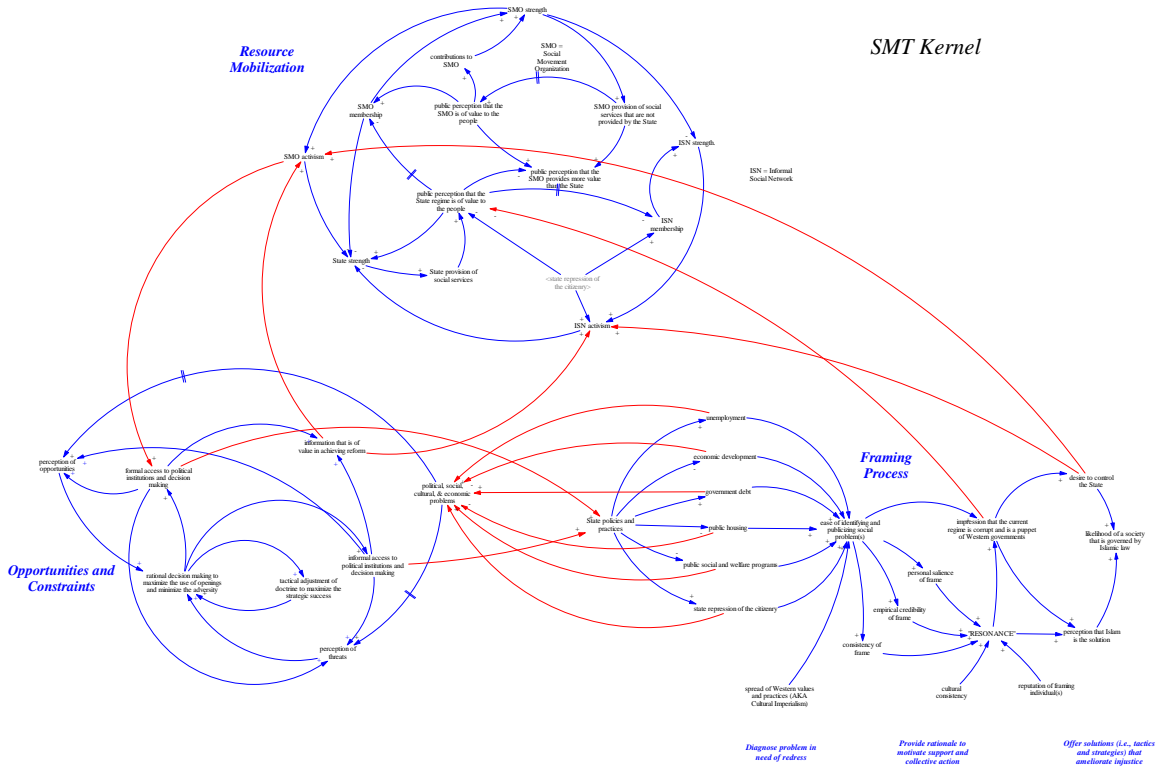 SMT Kernel
Resource
Mobilization
SMO strength
contributions to
SMO
SMO =
Social
Movement
Organization
SMO
membership
public perception that the
SMO is of value to the
people
SMO provision of social
services that are not
provided by the State
ISN strength.
SMO activism
public perception that the
SMO provides more value
than the State
ISN = Informal
Social Network
public perception that the
State regime is of value to
the people
ISN
membership
State strength
State provision of
social services
<state repression of
the citizenry>
ISN activism
Opportunities and
Constraints
perception of
opportunities
formal access to political
institutions and decision
making
information that is of
value in achieving reform
political, social,
cultural, & economic
problems
rational decision making to
maximize the use of openings
and minimize the adversity
tactical adjustment of
doctrine to maximize the
strategic success
informal access to
political institutions and
decision making
perception of
threats
Framing
Process
unemployment
economic development
government debt
State policies and
practices
public housing
public social and welfare programs
state repression of the citizenry
ease of identifying and
publicizing social
problem(s)
impression that the current
regime is corrupt and is a puppet
of Western governments
desire to control
the State
likelihood of a society
that is governed by
Islamic law
personal salience
of frame
empirical credibility
of frame
consistency of
frame
"RESONANCE"
perception that Islam
is the solution
spread of Western values
and practices (AKA
Cultural Imperialism)
cultural
consistency
reputation of framing
individual(s)
Diagnose problem in
need of redress
Provide rationale to
motivate support and
collective action
Offer solutions (i.e., tactics
and strategies) that
ameliorate injustice